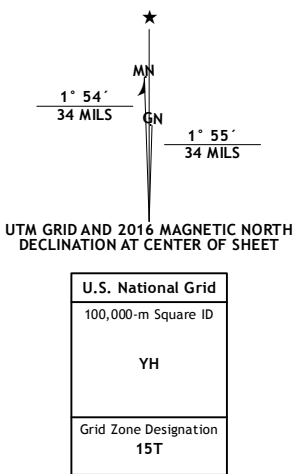 ★
MN
1° 54´
34 MILS
GN
1° 55´
34 MILS
UTM GRID AND 2016 MAGNETIC NORTH
DECLINATION AT CENTER OF SHEET
U.S. National Grid
100,000-m Square ID
YH
Grid Zone Designation
15T